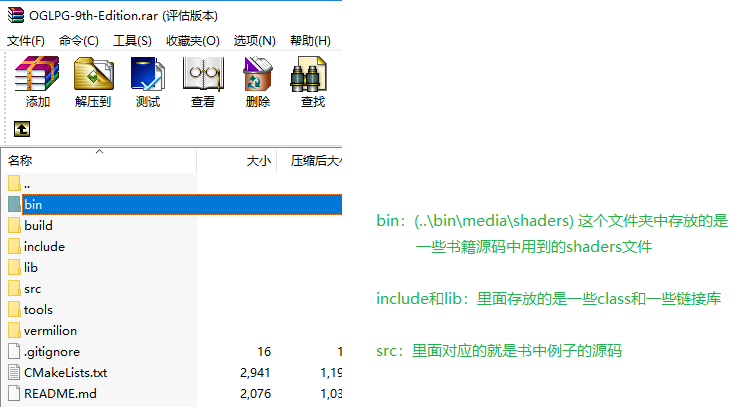 OGLPG-9th-Edition.rar (评估版本)
文件(F) 命令(C) 工具(S) 收藏夹(O) 选项(N) 帮助(H)
添加 解压到 测试 查看 删除 查找
名称 大小 压缩后大小
..
bin
build
include
lib
src
tools
vermilion
.gitignore 16
CMakeLists.txt 2,941 1,19
README.md 2,076 1,03
bin：(..\bin\media\shaders) 这个文件夹中存放的是
一些书籍源码中用到的shaders文件
include和lib：里面存放的是一些class和一些链接库
src：里面对应的就是书中例子的源码